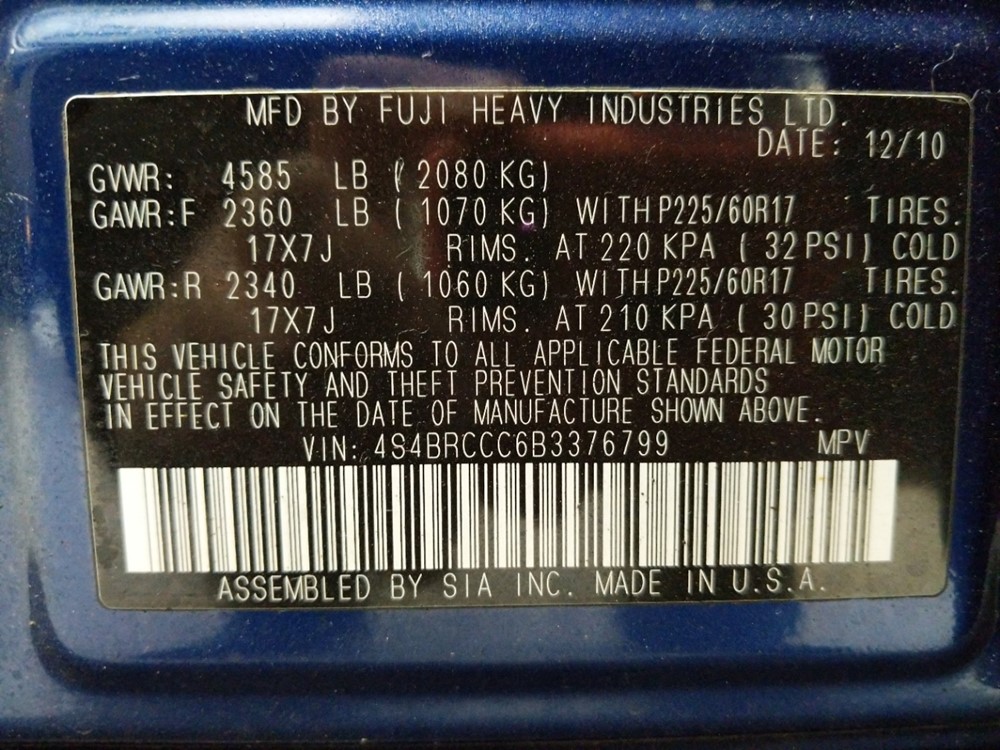 MFD BY FUJI HEAVY INDUSTRIES LTD.
DATE: 12/10
GVWR: 4585 LB ( 2080 KG)
GAWR:F 2360 LB ( 1070 KG) WITH P225/60R17 TIRES.
17X7J RIMS. AT 220 KPA ( 32 PSI) COLD
GAWR:R 2340 LB ( 1060 KG) WITH P225/60R17 TIRES.
17X7J RIMS. AT 210 KPA ( 30 PSI) COLD
THIS VEHICLE CONFORMS TO ALL APPLICABLE FEDERAL MOTOR
VEHICLE SAFETY AND THEFT PREVENTION STANDARDS
IN EFFECT ON THE DATE OF MANUFACTURE SHOWN ABOVE.
VIN: 4S4BRCCC6B3376799 MPV
ASSEMBLED BY SIA INC. MADE IN U.S.A.